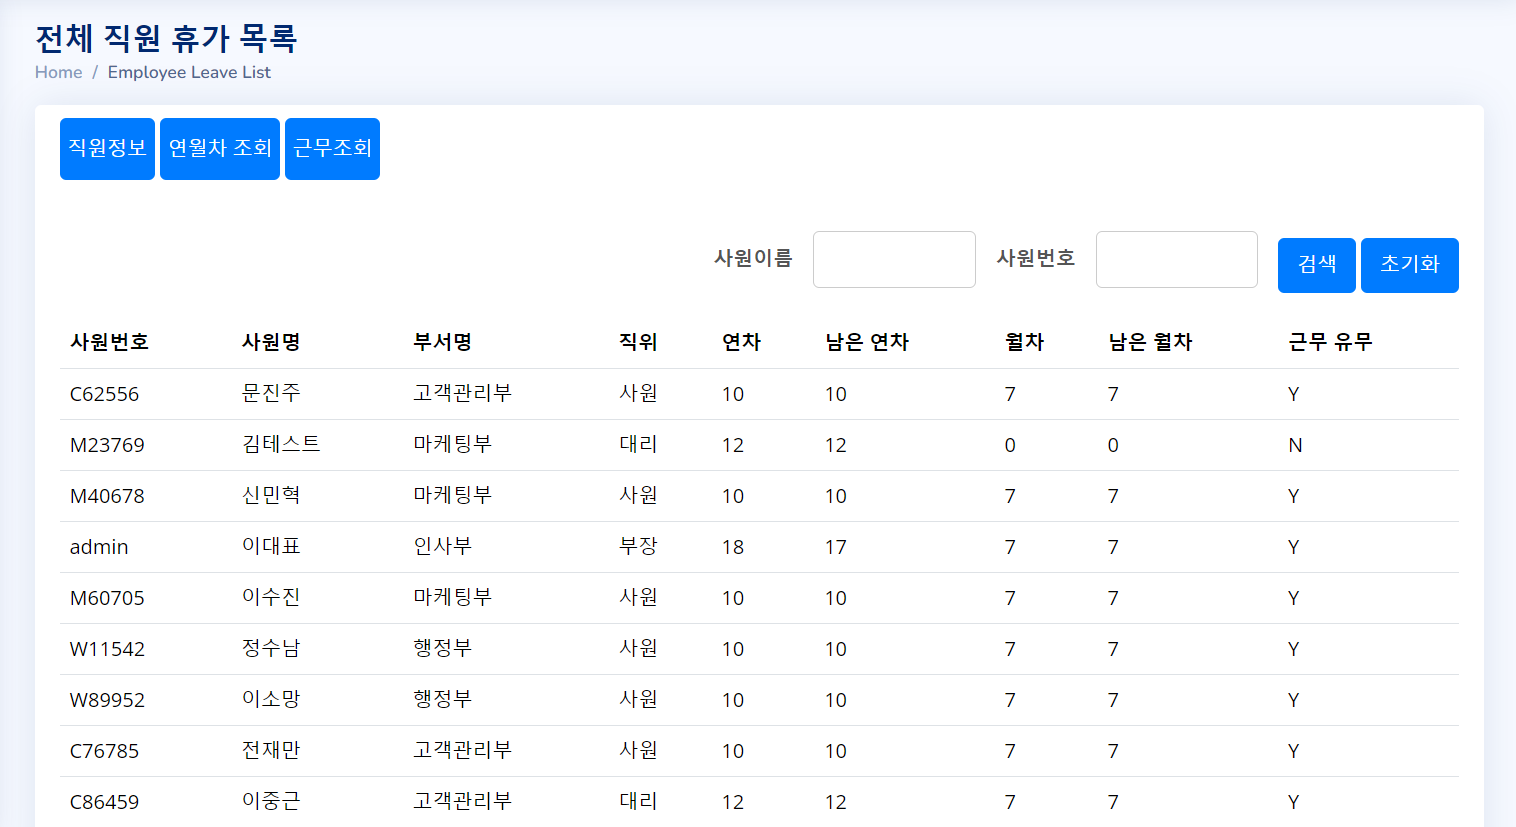 전체 직원 휴가 목록
Home / Employee Leave List
직원정보 연월차 조회 근무조회
사원이름 사원번호 검색 초기화
사원번호 사원명 부서명 직위 연차 남은 연차 월차 남은 월차 근무 유무
C62556 문진주 고객관리부 사원 10 10 7 7 Y
M23769 김테스트 마케팅부 대리 12 12 0 0 N
M40678 신민혁 마케팅부 사원 10 10 7 7 Y
admin 이대표 인사부 부장 18 17 7 7 Y
M60705 이수진 마케팅부 사원 10 10 7 7 Y
W11542 정수남 행정부 사원 10 10 7 7 Y
W89952 이소망 행정부 사원 10 10 7 7 Y
C76785 전재만 고객관리부 사원 10 10 7 7 Y
C86459 이중근 고객관리부 대리 12 12 7 7 Y